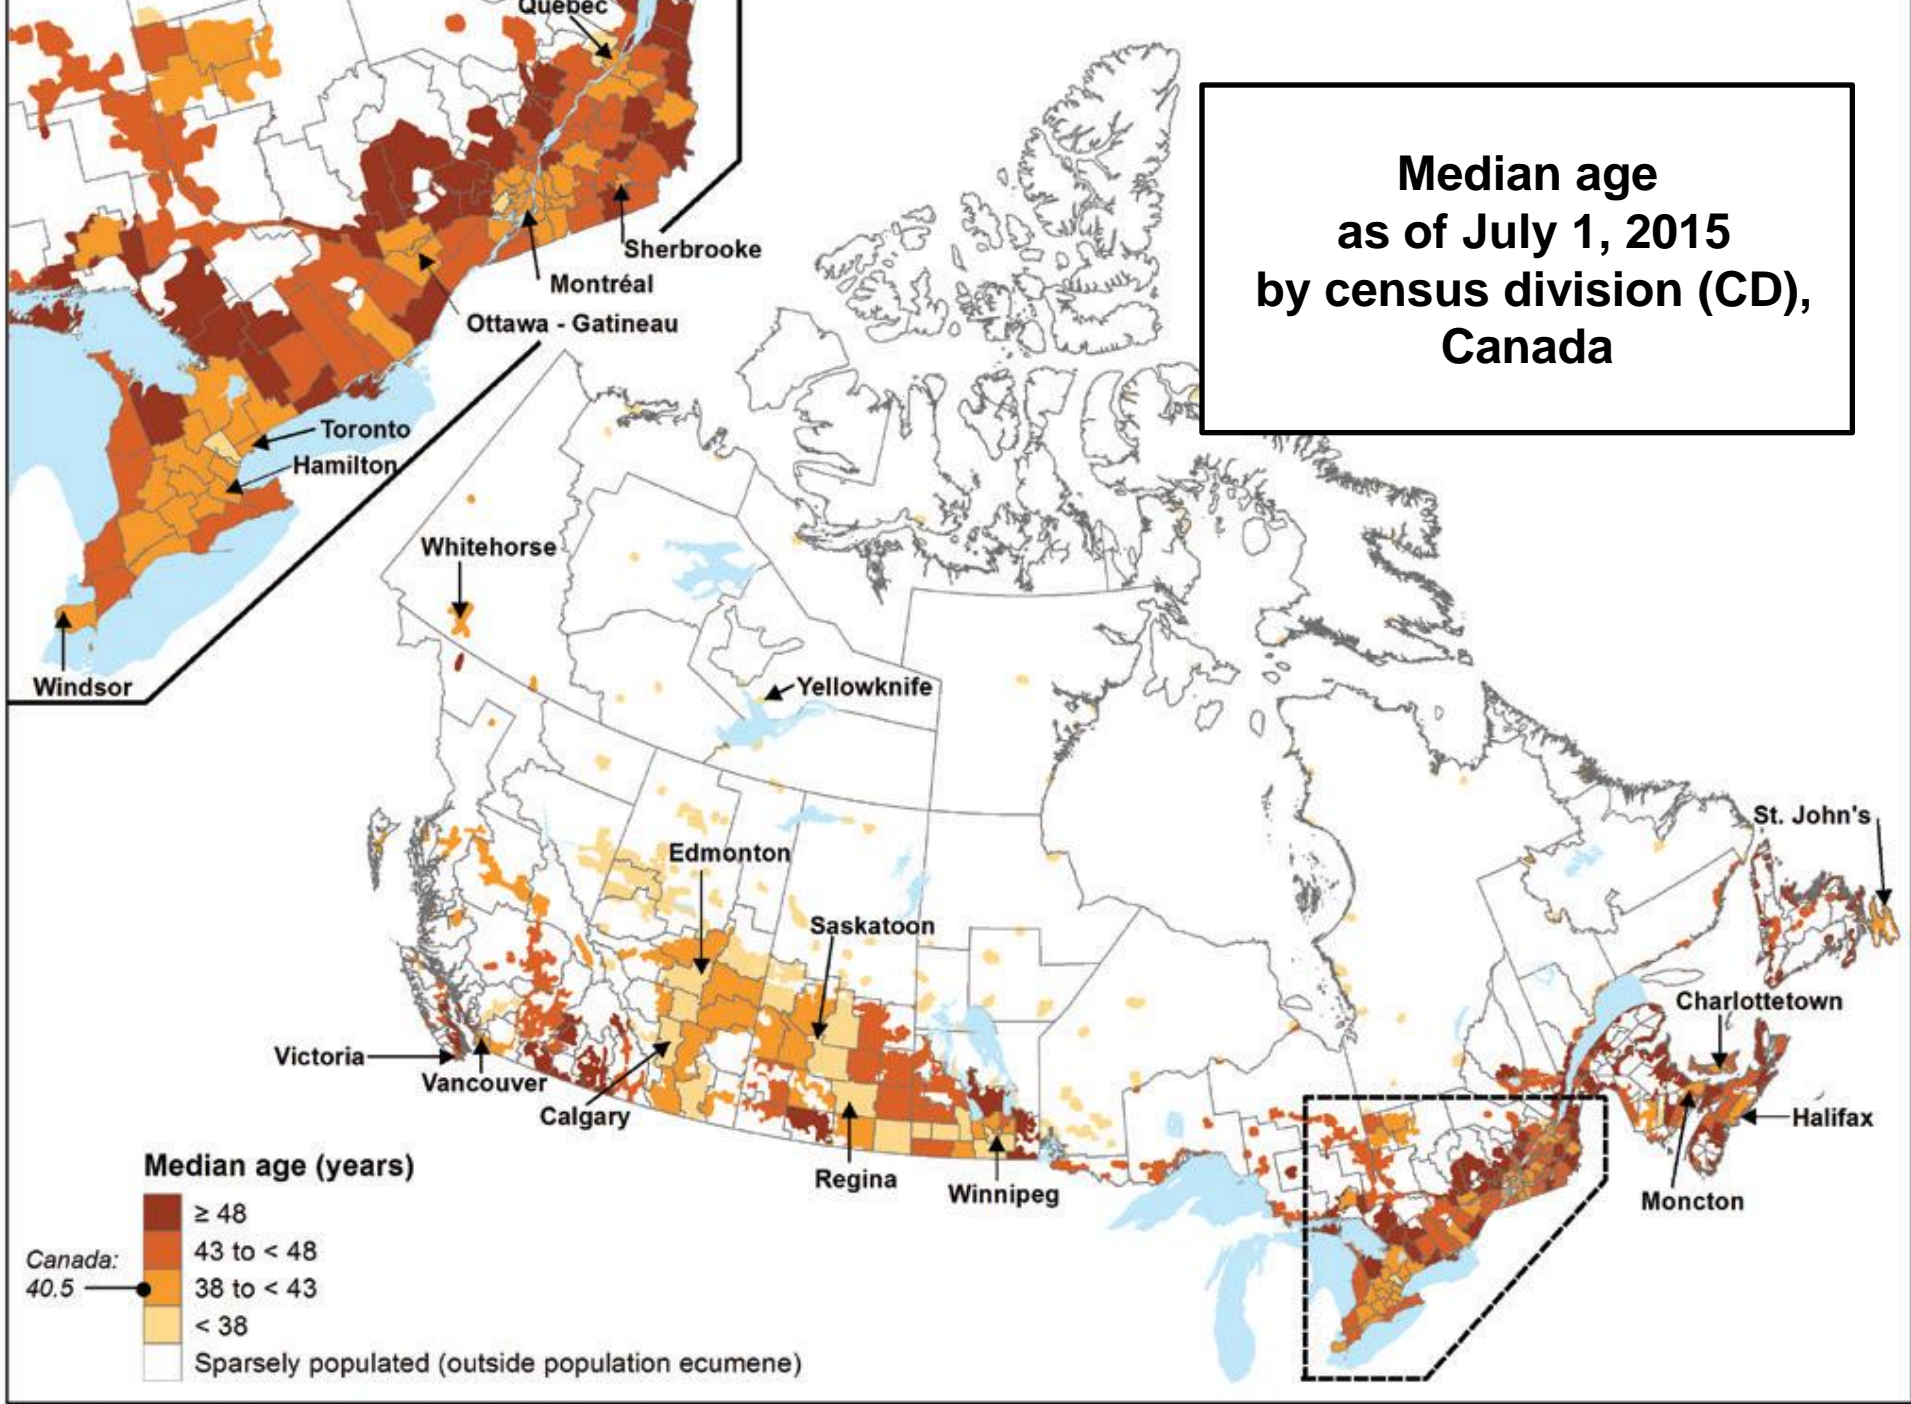 Québec
Median age
as of July 1, 2015
by census division (CD),
Canada
Sherbrooke
Montréal
Ottawa - Gatineau
Toronto
Hamilton
Windsor
Whitehorse
Yellowknife
Edmonton
Saskatoon
St. John's
Charlottetown
Victoria
Vancouver
Calgary
Halifax
Regina
Winnipeg
Moncton
Median age (years)
≥ 48
43 to < 48
Canada:
40.5
38 to < 43
< 38
Sparsely populated (outside population ecumene)